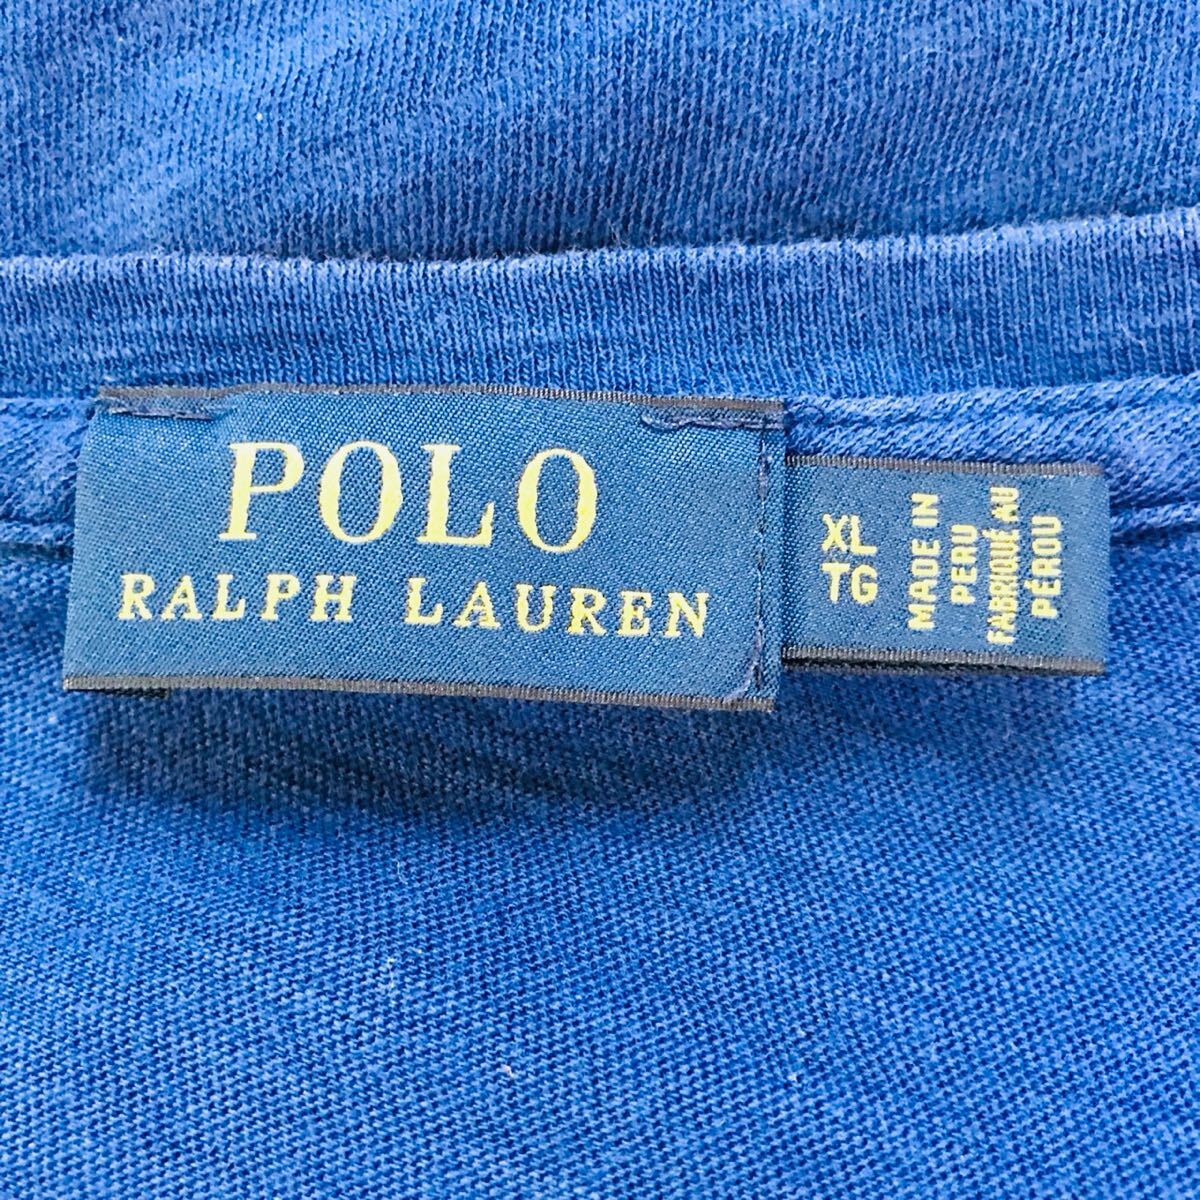 POLO
RALPH LAUREN
XL
TG
MADE IN
PERU
FABRIQUÉ AU
PÉROU